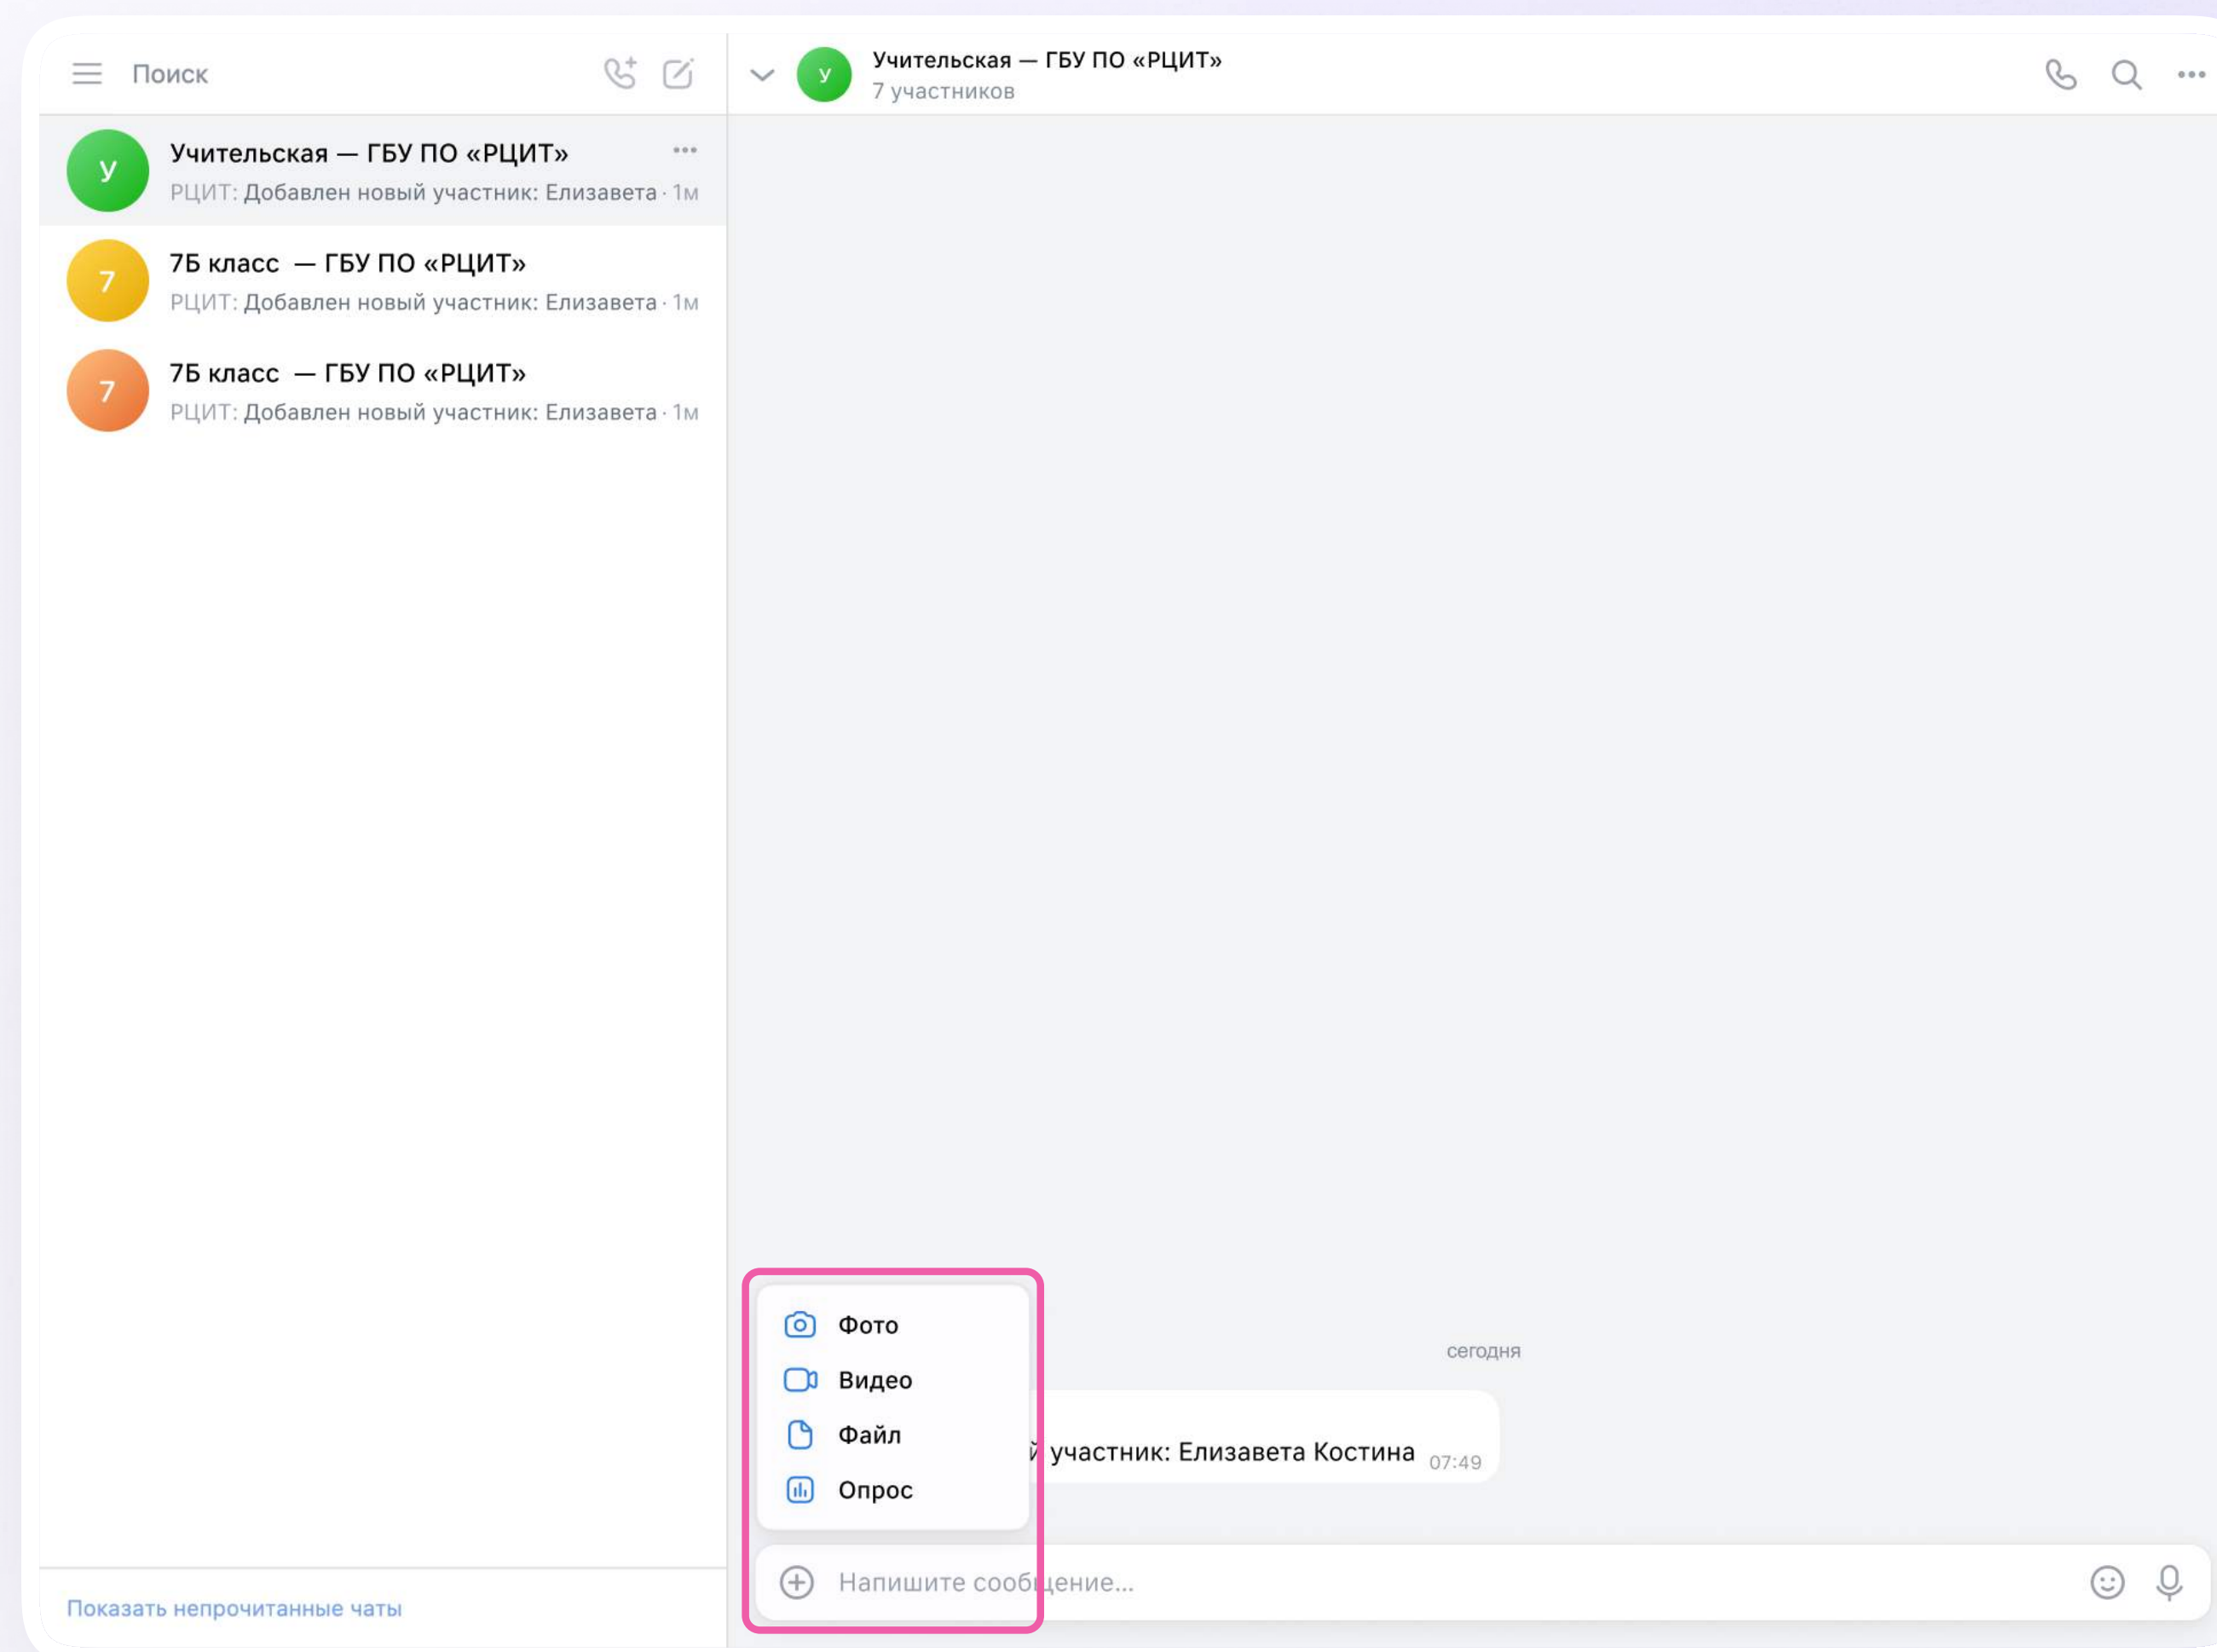 Поиск
У
Учительская — ГБУ ПО «РЦИТ»
РЦИТ: Добавлен новый участник: Елизавета · 1м
7
7Б класс — ГБУ ПО «РЦИТ»
РЦИТ: Добавлен новый участник: Елизавета · 1м
7
7Б класс — ГБУ ПО «РЦИТ»
РЦИТ: Добавлен новый участник: Елизавета · 1м
Показать непрочитанные чаты
У
Учительская — ГБУ ПО «РЦИТ»
7 участников
сегодня
й участник: Елизавета Костина 07:49
Фото
Видео
Файл
Опрос
Напишите сообщение...